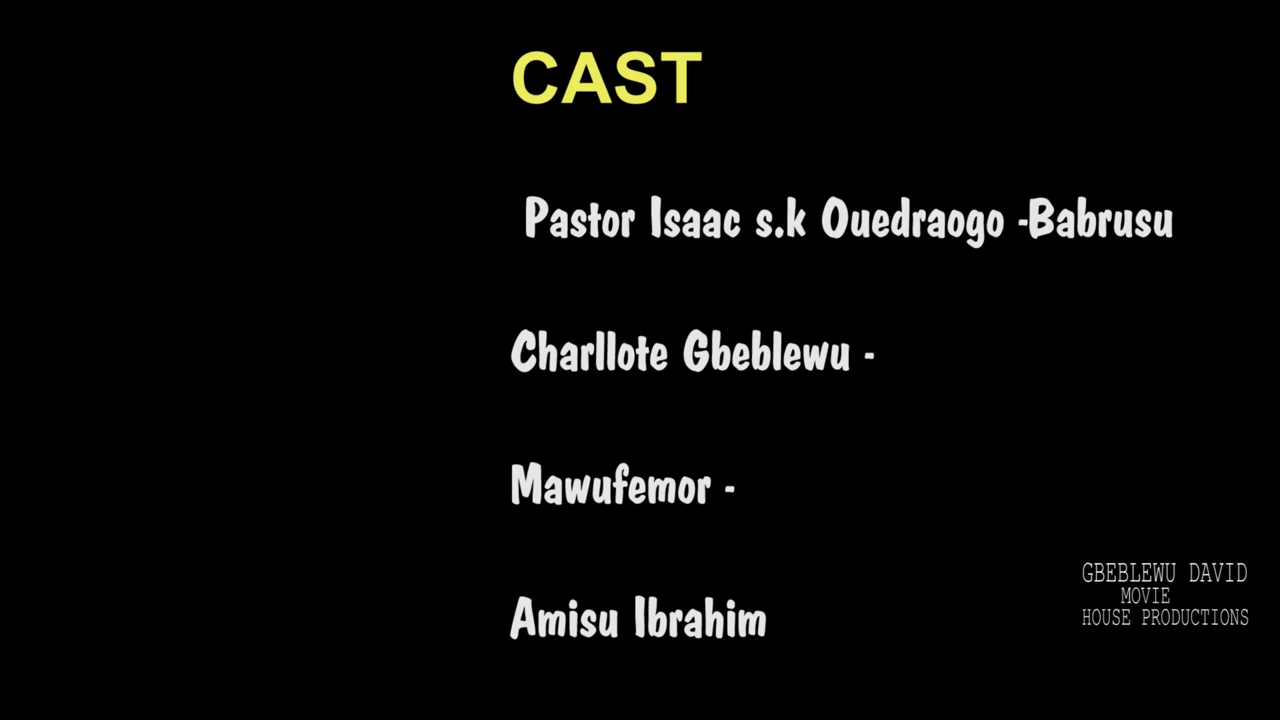 CAST
Pastor Isaac s.k Ouedraogo -Babrusu
Charllote Gbeblewu -
Mawufemor -
Amisu Ibrahim
GBEBLEWU DAVID
MOVIE
HOUSE PRODUCTIONS